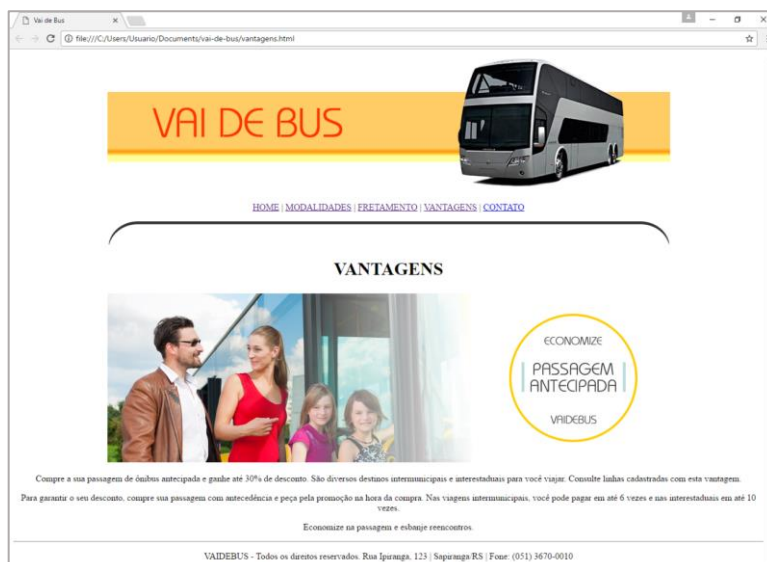 Vai de Bus
file:///C:/Users/Usuario/Documents/vai-de-bus/vantagens.html
VAI DE BUS
HOME | MODALIDADES | FRETAMENTO | VANTAGENS | CONTATO
VANTAGENS
ECONOMIZE
PASSAGEM
ANTECIPADA
VAIDEBUS
Compre a sua passagem de ônibus antecipada e ganhe até 30% de desconto. São diversos destinos intermunicipais e interestaduais para você viajar. Consulte linhas cadastradas com esta vantagem.
Para garantir o seu desconto, compre sua passagem com antecedência e peça pela promoção na hora da compra. Nas viagens intermunicipais, você pode pagar em até 6 vezes e nas interestaduais em até 10
vezes.
Economize na passagem e esbanje reencontros.
VAIDEBUS - Todos os direitos reservados. Rua Ipiranga, 123 | Sapiranga/RS | Fone: (051) 3670-0010